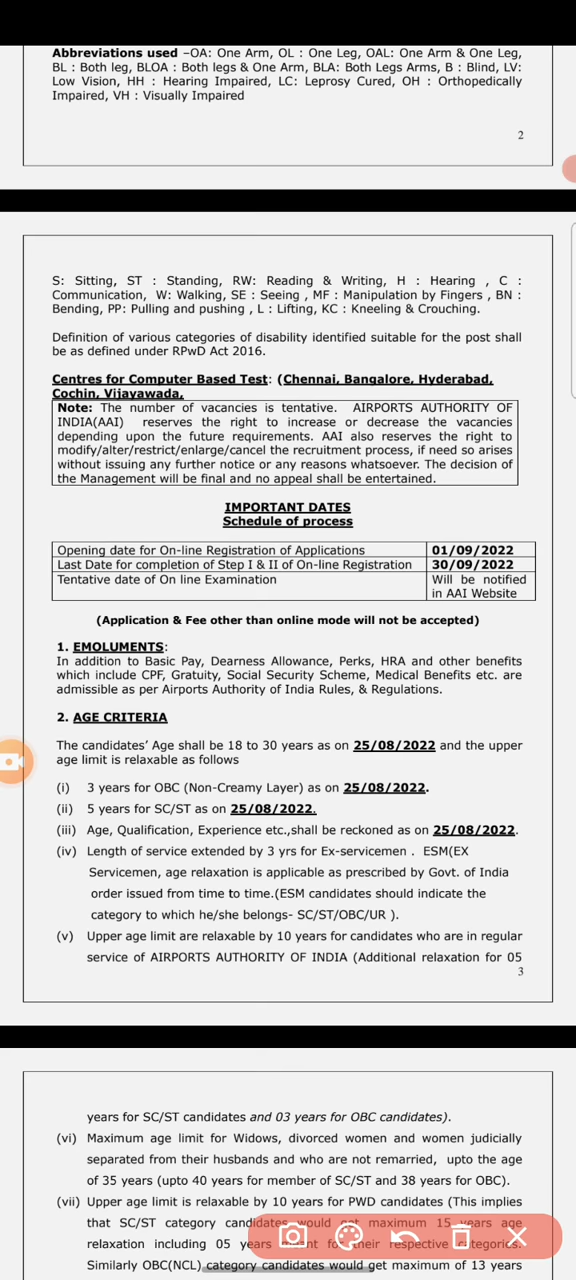 Abbreviations used –OA: One Arm, OL : One Leg, OAL: One Arm & One Leg,
BL : Both leg, BLOA : Both legs & One Arm, BLA: Both Legs Arms, B : Blind, LV:
Low Vision, HH : Hearing Impaired, LC: Leprosy Cured, OH : Orthopedically
Impaired, VH : Visually Impaired
2
S: Sitting, ST : Standing, RW: Reading & Writing, H : Hearing , C :
Communication, W: Walking, SE : Seeing , MF : Manipulation by Fingers , BN :
Bending, PP: Pulling and pushing , L : Lifting, KC : Kneeling & Crouching.
Definition of various categories of disability identified suitable for the post shall
be as defined under RPwD Act 2016.
Centres for Computer Based Test: (Chennai, Bangalore, Hyderabad,
Cochin, Vijayawada,
Note: The number of vacancies is tentative. AIRPORTS AUTHORITY OF
INDIA(AAI) reserves the right to increase or decrease the vacancies
depending upon the future requirements. AAI also reserves the right to
modify/alter/restrict/enlarge/cancel the recruitment process, if need so arises
without issuing any further notice or any reasons whatsoever. The decision of
the Management will be final and no appeal shall be entertained.
IMPORTANT DATES
Schedule of process
Opening date for On-line Registration of Applications 01/09/2022
Last Date for completion of Step I & II of On-line Registration 30/09/2022
Tentative date of On line Examination Will be notified
in AAI Website
(Application & Fee other than online mode will not be accepted)
1. EMOLUMENTS:
In addition to Basic Pay, Dearness Allowance, Perks, HRA and other benefits
which include CPF, Gratuity, Social Security Scheme, Medical Benefits etc. are
admissible as per Airports Authority of India Rules, & Regulations.
2. AGE CRITERIA
The candidates’ Age shall be 18 to 30 years as on 25/08/2022 and the upper
age limit is relaxable as follows
(i) 3 years for OBC (Non-Creamy Layer) as on 25/08/2022.
(ii) 5 years for SC/ST as on 25/08/2022.
(iii) Age, Qualification, Experience etc.,shall be reckoned as on 25/08/2022.
(iv) Length of service extended by 3 yrs for Ex-servicemen . ESM(EX
Servicemen, age relaxation is applicable as prescribed by Govt. of India
order issued from time to time.(ESM candidates should indicate the
category to which he/she belongs- SC/ST/OBC/UR ).
(v) Upper age limit are relaxable by 10 years for candidates who are in regular
service of AIRPORTS AUTHORITY OF INDIA (Additional relaxation for 05
3
years for SC/ST candidates and 03 years for OBC candidates).
(vi) Maximum age limit for Widows, divorced women and women judicially
separated from their husbands and who are not remarried, upto the age
of 35 years (upto 40 years for member of SC/ST and 38 years for OBC).
(vii) Upper age limit is relaxable by 10 years for PWD candidates (This implies
that SC/ST category candidates would not maximum 15 years age
relaxation including 05 years meant for their respective categories.
Similarly OBC(NCL) category candidates would get maximum of 13 years